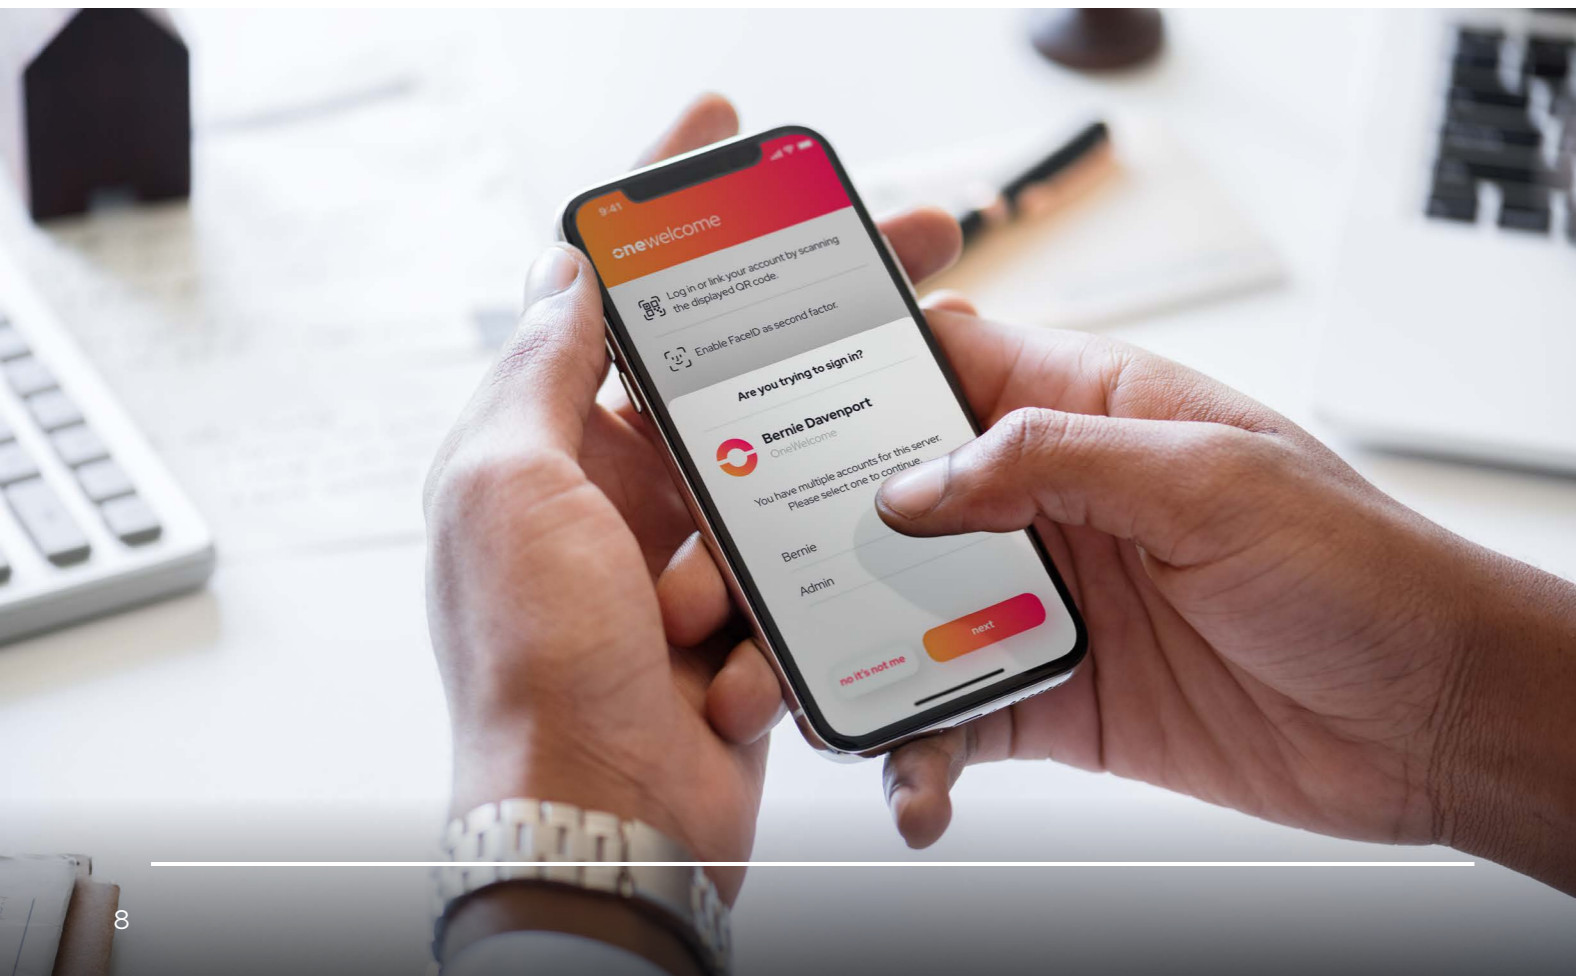 9:41
onewelcome
Log in or link your account by scanning
the displayed QR code.
Enable FaceID as second factor.
Are you trying to sign in?
Bernie Davenport
OneWelcome
You have multiple accounts for this server.
Please select one to continue.
Bernie
Admin
no it's not me
next
8